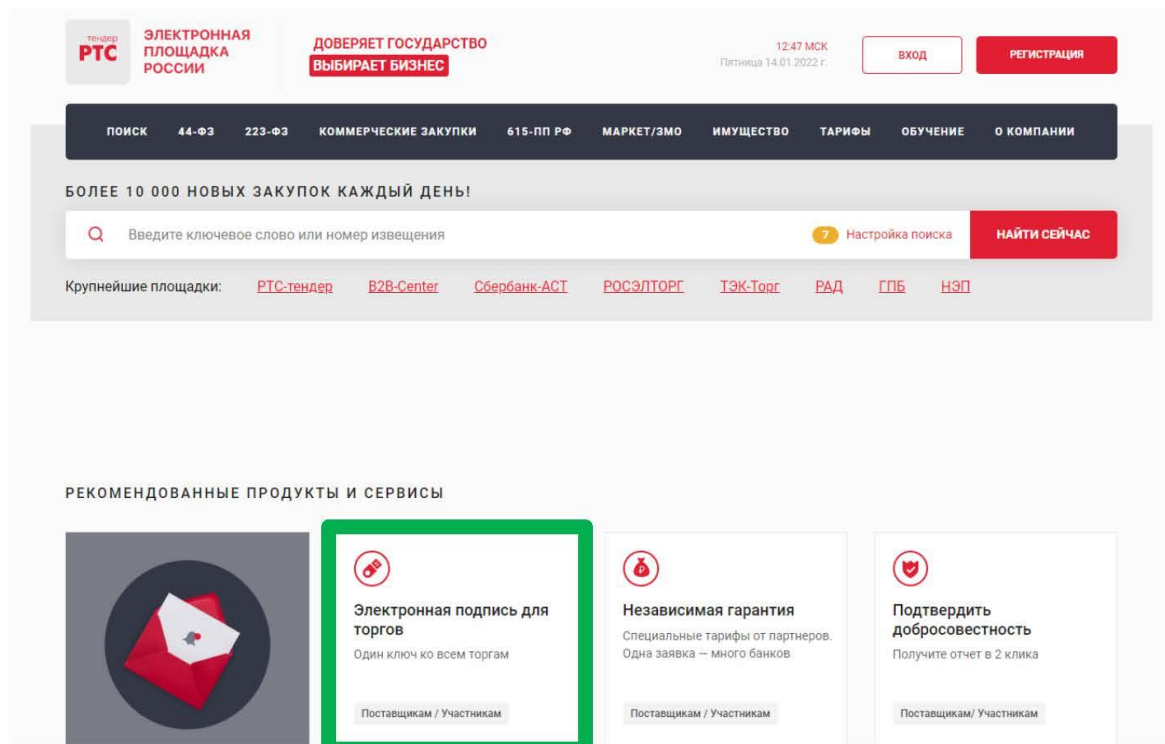 тендер
РТС
ЭЛЕКТРОННАЯ
ПЛОЩАДКА
РОССИИ
ДОВЕРЯЕТ ГОСУДАРСТВО
ВЫБИРАЕТ БИЗНЕС
12:47 МСК
Пятница 14.01.2022 г.
ВХОД
РЕГИСТРАЦИЯ
ПОИСК 44-ФЗ 223-ФЗ КОММЕРЧЕСКИЕ ЗАКУПКИ 615-ПП РФ МАРКЕТ/ЗМО ИМУЩЕСТВО ТАРИФЫ ОБУЧЕНИЕ О КОМПАНИИ
БОЛЕЕ 10 000 НОВЫХ ЗАКУПОК КАЖДЫЙ ДЕНЬ!
Введите ключевое слово или номер извещения 7 Настройка поиска НАЙТИ СЕЙЧАС
Крупнейшие площадки: РТС-тендер B2B-Center Сбербанк-АСТ РОСЭЛТОРГ ТЭК-Торг РАД ГПБ НЭП
РЕКОМЕНДОВАННЫЕ ПРОДУКТЫ И СЕРВИСЫ
Электронная подпись для
торгов
Один ключ ко всем торгам
Поставщикам / Участникам
Независимая гарантия
Специальные тарифы от партнеров.
Одна заявка — много банков
Поставщикам / Участникам
Подтвердить
добросовестность
Получите отчет в 2 клика
Поставщикам/ Участникам